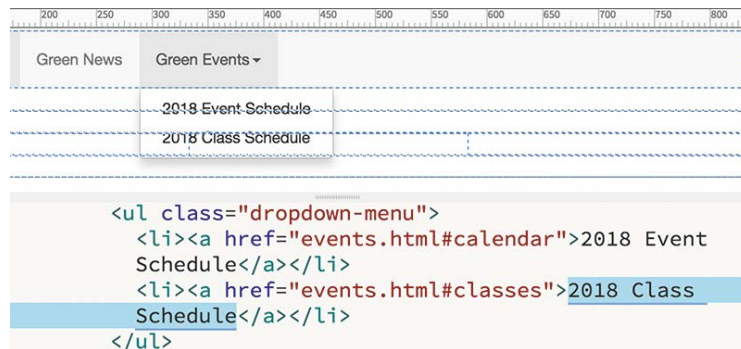 200 250 300 350 400 450 500 550 600 650 700 750 800
Green News Green Events
2018 Event Schedule
2018 Class Schedule
<ul class="dropdown-menu">
<li><a href="events.html#calendar">2018 Event
Schedule</a></li>
<li><a href="events.html#classes">2018 Class
Schedule</a></li>
</ul>